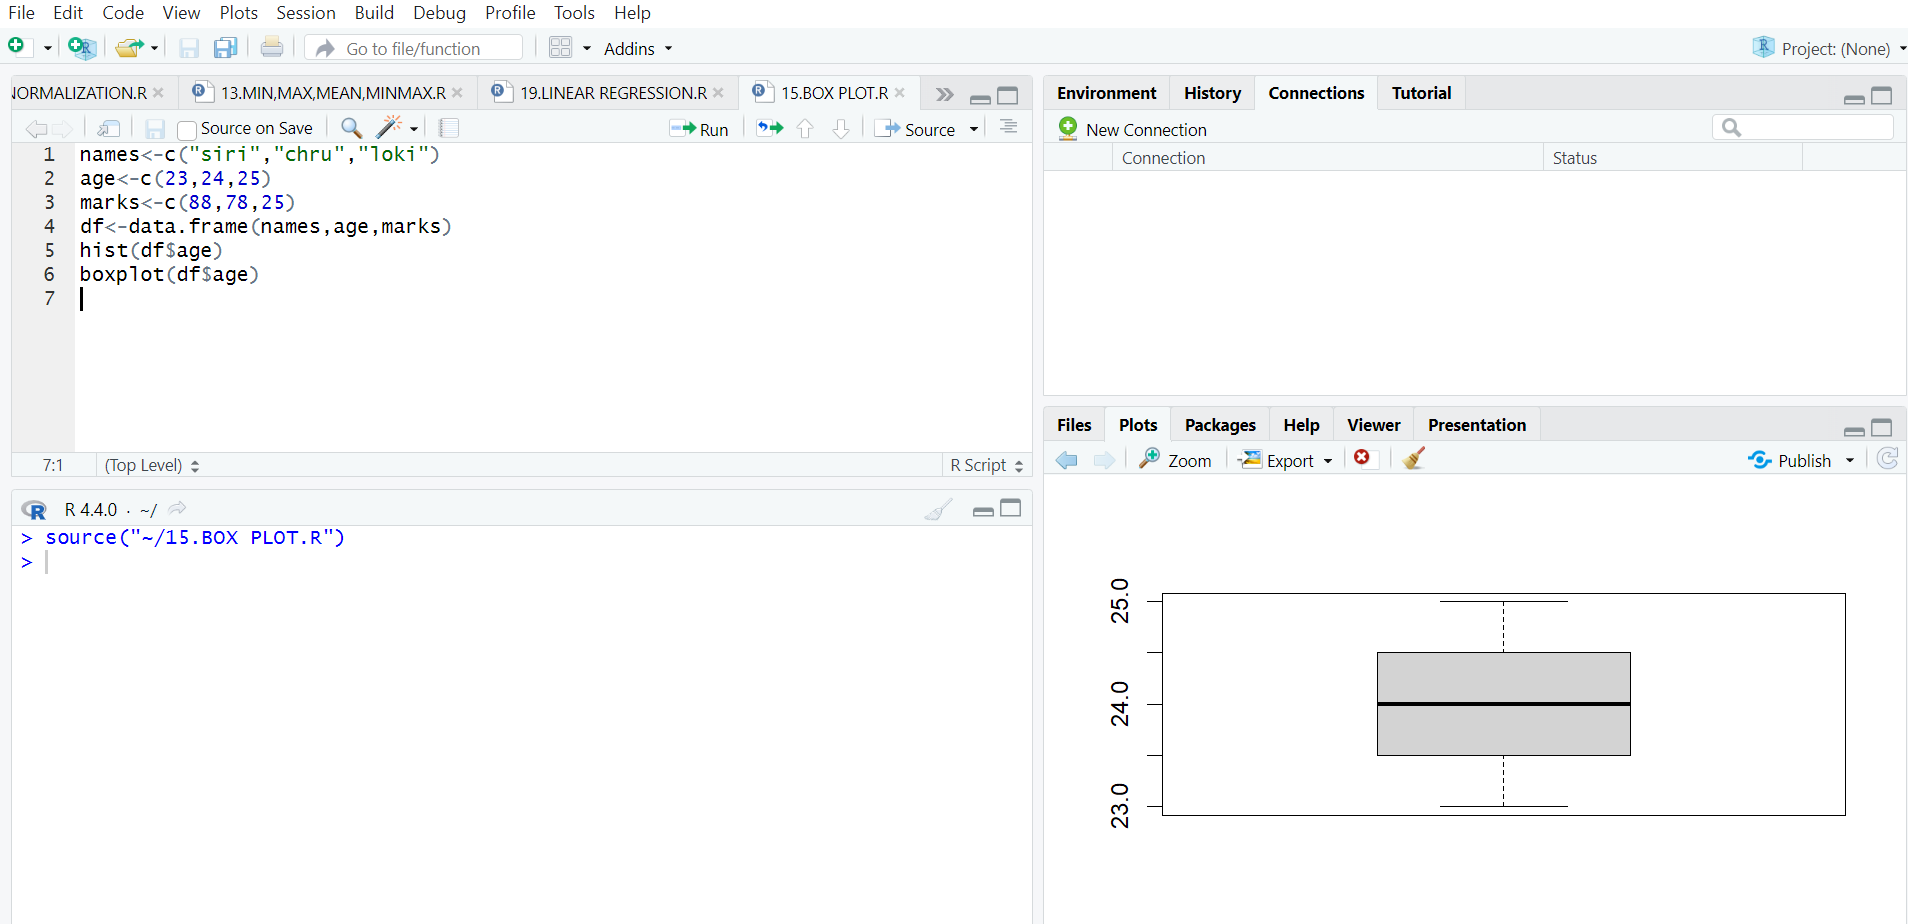 File Edit Code View Plots Session Build Debug Profile Tools Help
Go to file/function Addins Project: (None)
NORMALIZATION.R 13.MIN,MAX,MEAN,MINMAX.R 19.LINEAR REGRESSION.R 15.BOX PLOT.R
Source on Save Run Source
1 names<-c("siri","chru","loki")
2 age<-c(23,24,25)
3 marks<-c(88,78,25)
4 df<-data.frame(names,age,marks)
5 hist(df$age)
6 boxplot(df$age)
7
7:1 (Top Level) R Script
R 4.4.0 · ~/
> source("~/15.BOX PLOT.R")
>
Environment History Connections Tutorial
New Connection
Connection Status
Files Plots Packages Help Viewer Presentation
Zoom Export Publish
25.0
24.0
23.0